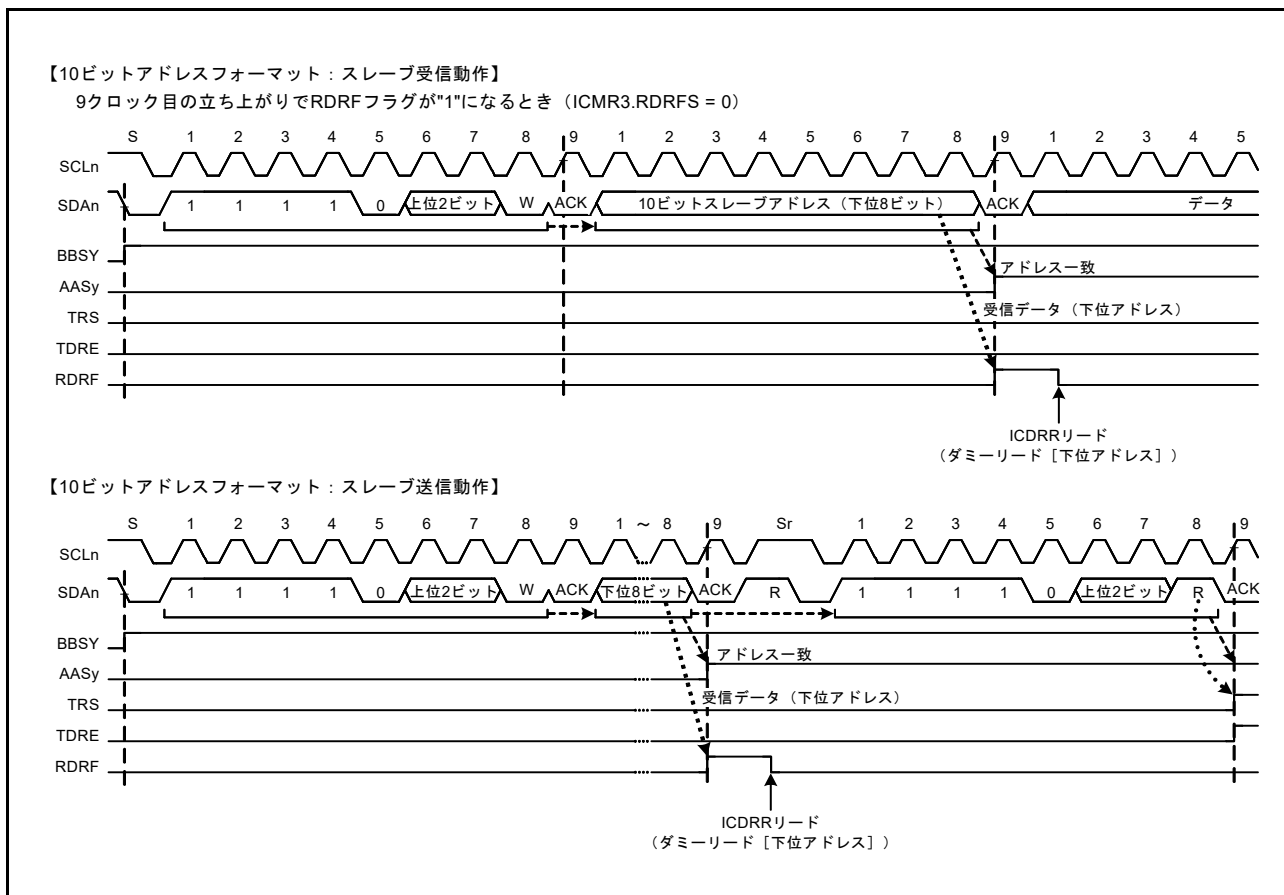 【10ビットアドレスフォーマット：スレーブ受信動作】
9クロック目の立ち上がりでRDRFフラグが"1"になるとき（ICMR3.RDRFS = 0）
S 1 2 3 4 5 6 7 8 9 1 2 3 4 5 6 7 8 9 1 2 3 4 5
SCLn
SDAn 1 1 1 1 0 上位2ビット W ACK 10ビットスレーブアドレス（下位8ビット） ACK データ
BBSY
アドレス一致
AASy
受信データ（下位アドレス）
TRS
TDRE
RDRF
ICDRRリード
（ダミーリード［下位アドレス］）
【10ビットアドレスフォーマット：スレーブ送信動作】
S 1 2 3 4 5 6 7 8 9 1 ～ 8 9 Sr 1 2 3 4 5 6 7 8 9
SCLn
SDAn 1 1 1 1 0 上位2ビット W ACK 下位8ビット ACK R 1 1 1 1 0 上位2ビット R ACK
BBSY
アドレス一致
AASy
受信データ（下位アドレス）
TRS
TDRE
RDRF
ICDRRリード
（ダミーリード［下位アドレス］）